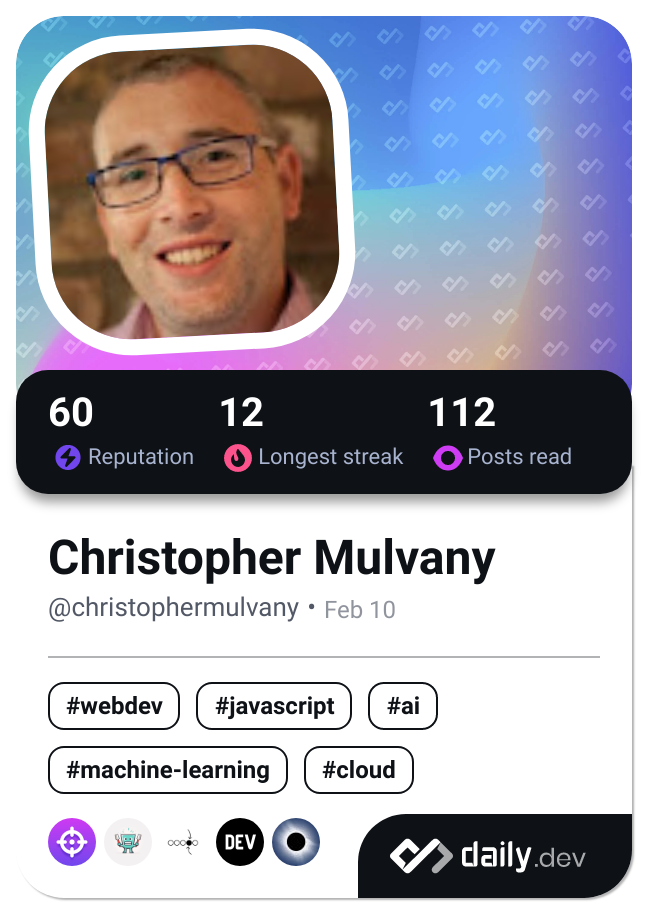 60 12 112
Reputation Longest streak Posts read
Christopher Mulvany
@christophermulvany • Feb 10
#webdev #javascript #ai
#machine-learning #cloud
DEV
daily.dev